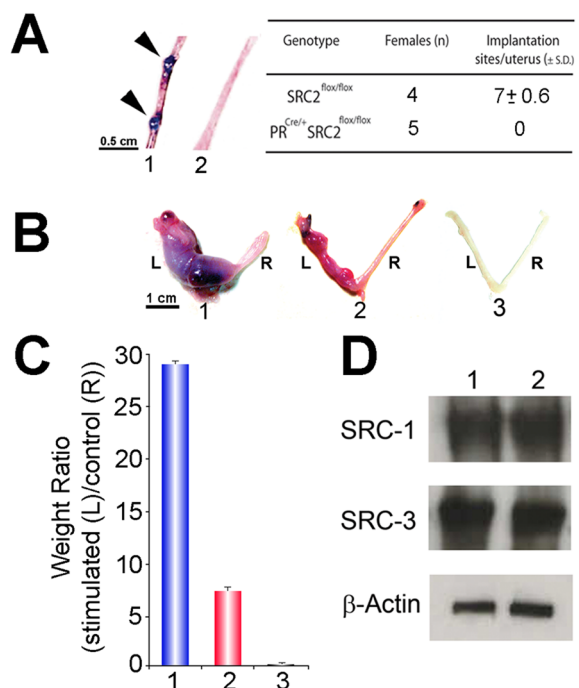 A
Genotype Females (n) Implantation
sites/uterus (± S.D.)
SRC2flox/flox 4 7± 0.6
PRCre/+SRC2flox/flox 5 0
0.5 cm 1 2
B
L R L R L R
1 cm 1 2 3
C
Weight Ratio
(stimulated (L)/control (R))
30
25
20
15
10
5
0
1 2 3
D
1 2
SRC-1
SRC-3
β-Actin